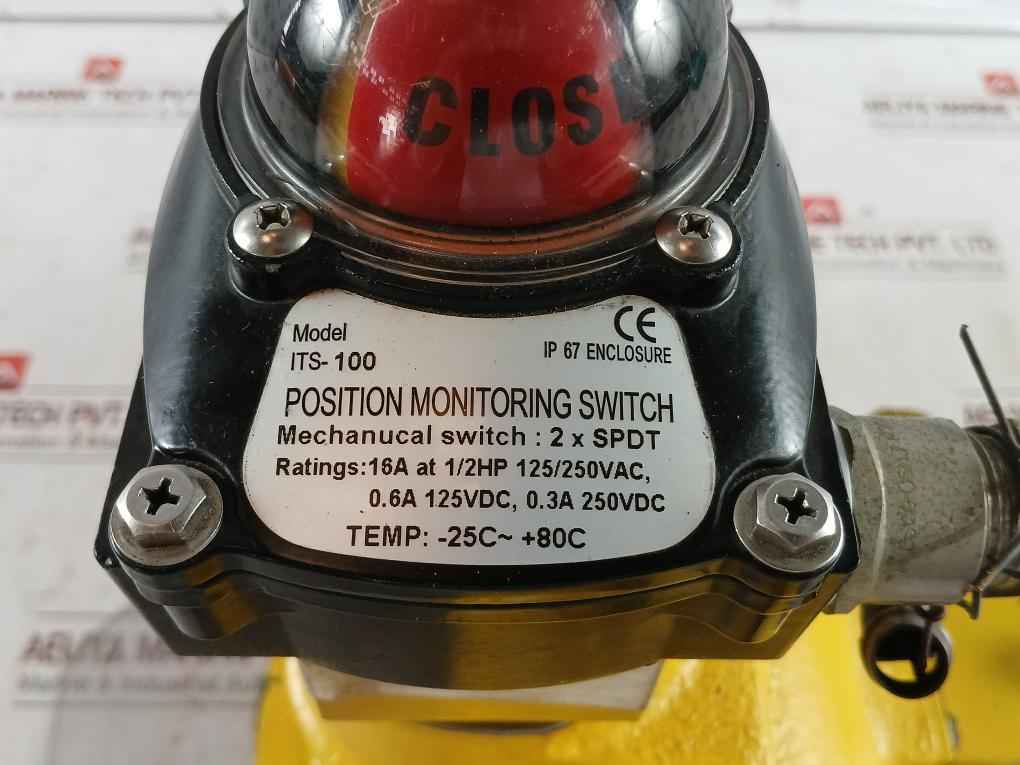 CLOSE
Model
CE
ITS-100
IP 67 ENCLOSURE
POSITION MONITORING SWITCH
Mechanucal switch : 2 x SPDT
Ratings:16A at 1/2HP 125/250VAC,
0.6A 125VDC, 0.3A 250VDC
TEMP: -25C~ +80C